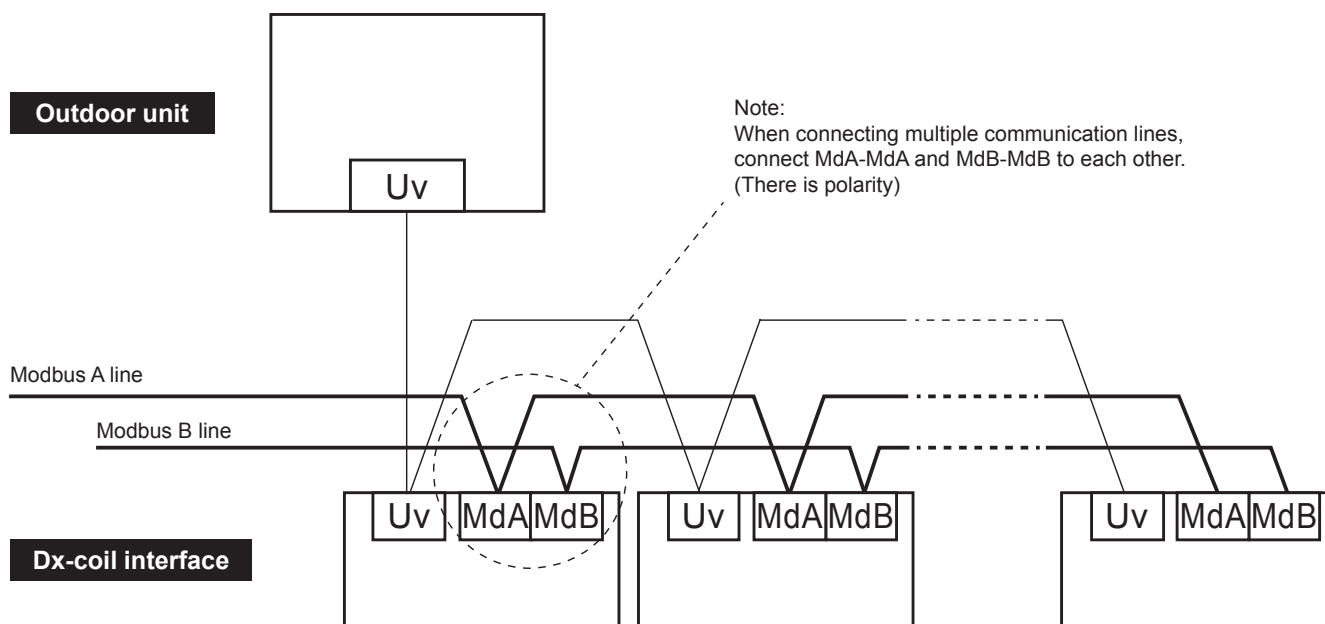 Outdoor unit
Uv
Note:
When connecting multiple communication lines,
connect MdA-MdA and MdB-MdB to each other.
(There is polarity)
Modbus A line
Modbus B line
Uv MdA MdB Uv MdA MdB Uv MdA MdB
Dx-coil interface